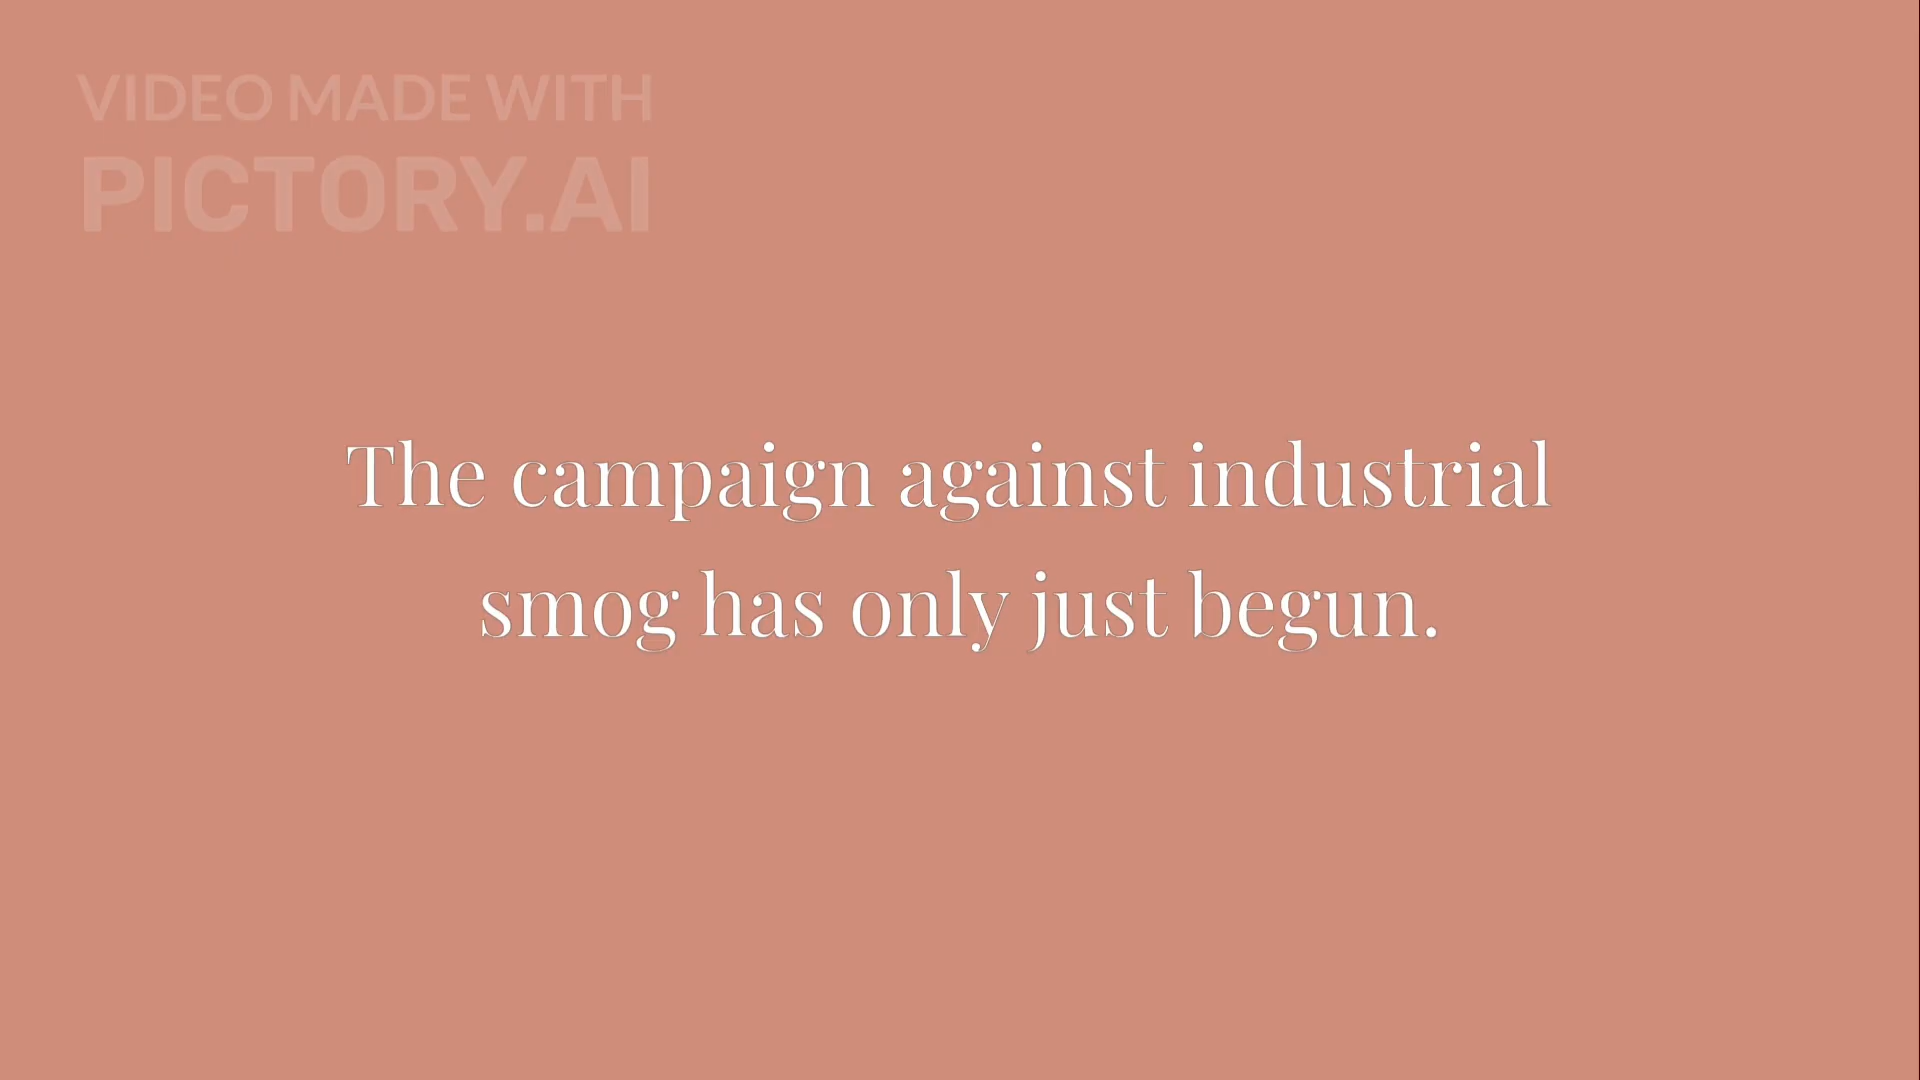 VIDEO MADE WITH
PICTORY.AI
The campaign against industrial
smog has only just begun.